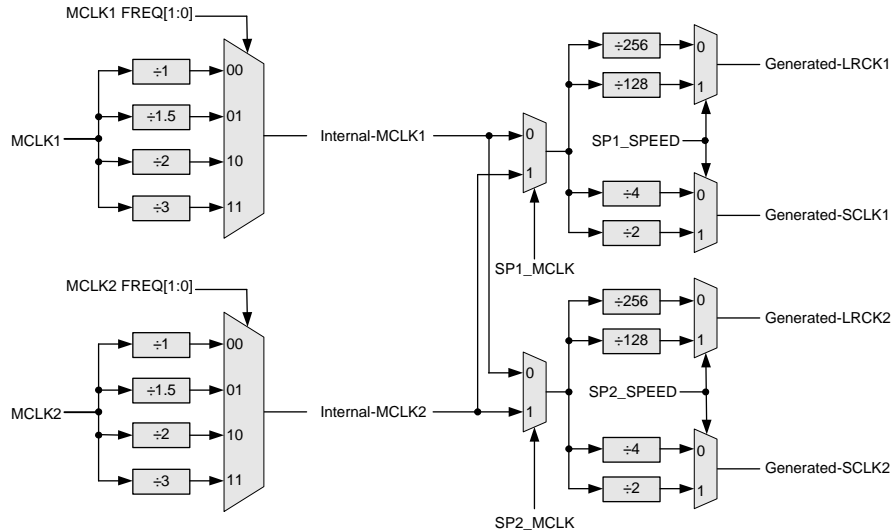 MCLK1 FREQ[1:0]
÷1
00
÷1.5
01
MCLK1
÷2
10
÷3
11
Internal-MCLK1
0
1
SP1_MCLK
÷256
0
÷128
1
Generated-LRCK1
SP1_SPEED
÷4
0
÷2
1
Generated-SCLK1
MCLK2 FREQ[1:0]
÷1
00
÷1.5
01
MCLK2
÷2
10
÷3
11
Internal-MCLK2
0
1
SP2_MCLK
÷256
0
÷128
1
Generated-LRCK2
SP2_SPEED
÷4
0
÷2
1
Generated-SCLK2